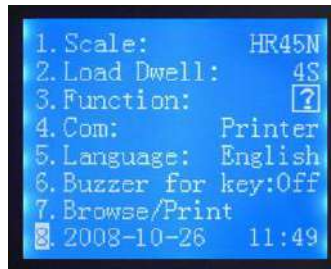 1.Scale: HR45N
2.Load Dwell: 4S
3.Function: ?
4.Com: Printer
5.Language: English
6.Buzzer for key:Off
7.Browse/Print
8.2008-10-26 11:49